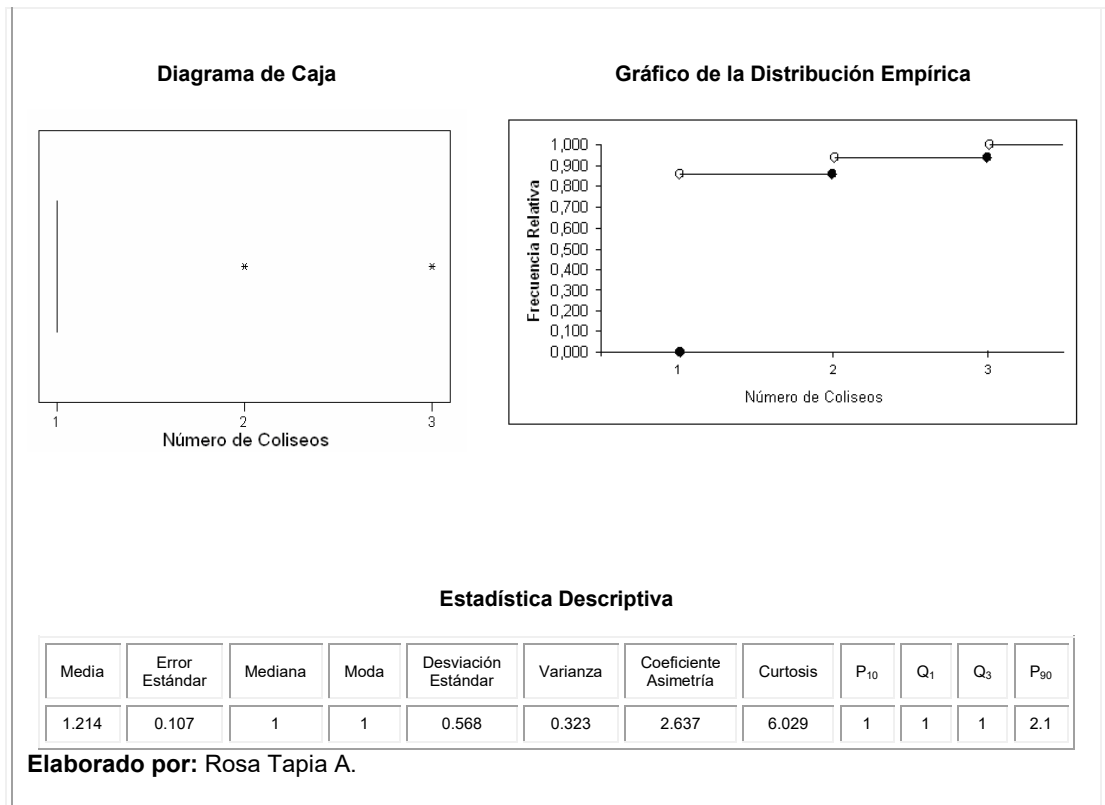 Diagrama de Caja
1 2 3
Número de Coliseos
Gráfico de la Distribución Empírica
Frecuencia Relativa
1,000
0,900
0,800
0,700
0,600
0,500
0,400
0,300
0,200
0,100
0,000
1 2 3
Número de Coliseos
Estadística Descriptiva
Media Error Estándar Mediana Moda Desviación Estándar Varianza Coeficiente Asimetría Curtosis P10 Q1 Q3 P90
1.214 0.107 1 1 0.568 0.323 2.637 6.029 1 1 1 2.1
Elaborado por: Rosa Tapia A.